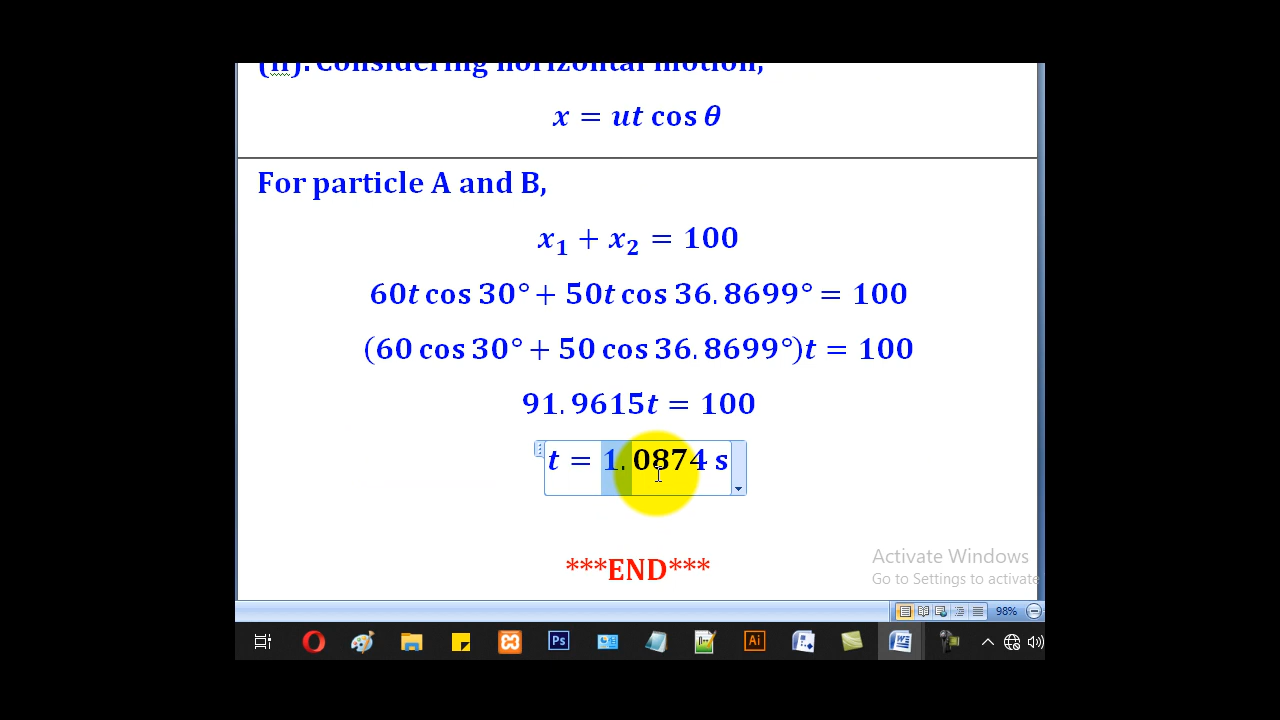 (ii). Considering horizontal motion,
x = ut cos θ
For particle A and B,
x₁ + x₂ = 100
60t cos 30° + 50t cos 36.8699° = 100
(60 cos 30° + 50 cos 36.8699°)t = 100
91.9615t = 100
t = 1.0874 s
***END***
Activate Windows
Go to Settings to activate
98%
Ps
Ai